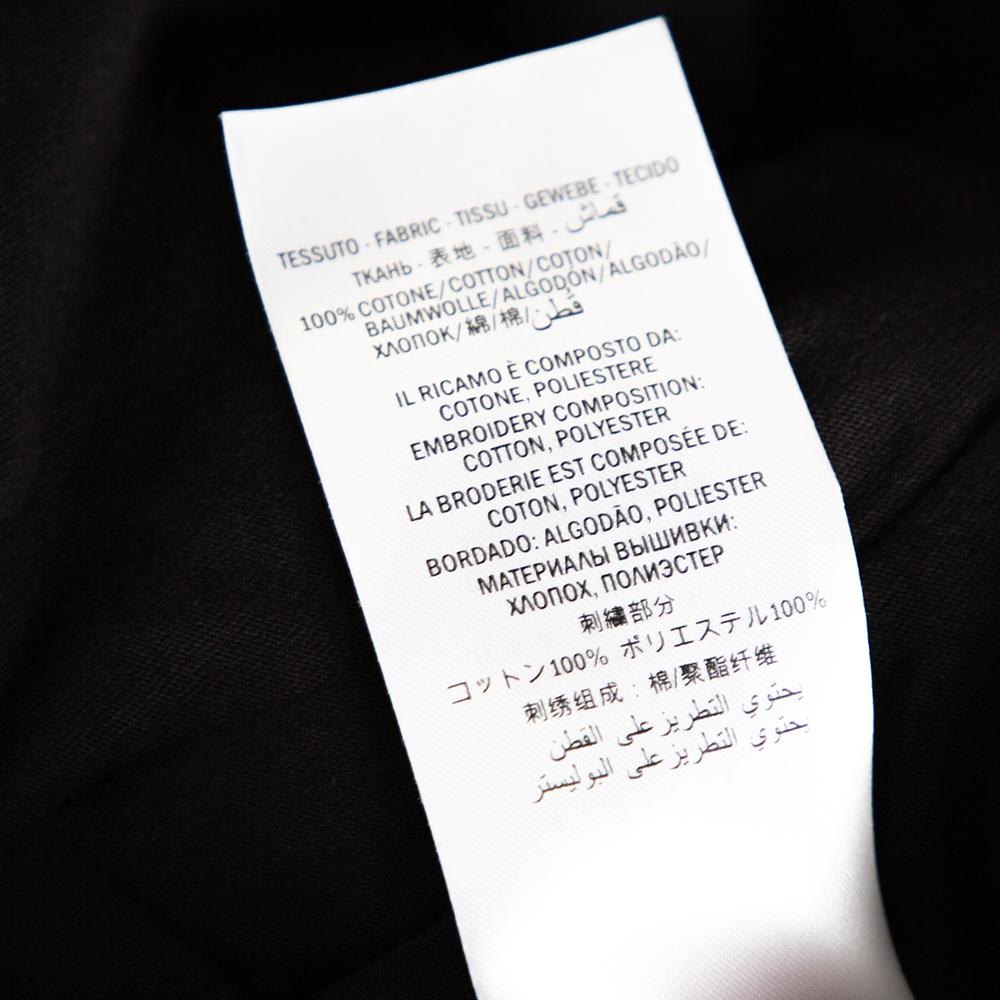 TESSUTO - FABRIC - TISSU - GEWEBE - TECIDO
ТКАНЬ - 表地 - 面料 - قماش
100% COTONE/COTTON/COTON/
BAUMWOLLE/ALGODÓN/ALGODÃO/
ХЛОПОК/綿/棉/قُطن
IL RICAMO È COMPOSTO DA:
COTONE, POLIESTERE
EMBROIDERY COMPOSITION:
COTTON, POLYESTER
LA BRODERIE EST COMPOSÉE DE:
COTON, POLYESTER
BORDADO: ALGODÃO, POLIESTER
МАТЕРИАЛЫ ВЫШИВКИ:
ХЛОПОХ, ПОЛИЭСТЕР
刺繍部分
コットン100% ポリエステル100%
刺绣组成：棉/聚酯纤维
يحتوي التطريز على القطن
يحتوي التطريز على البوليستر